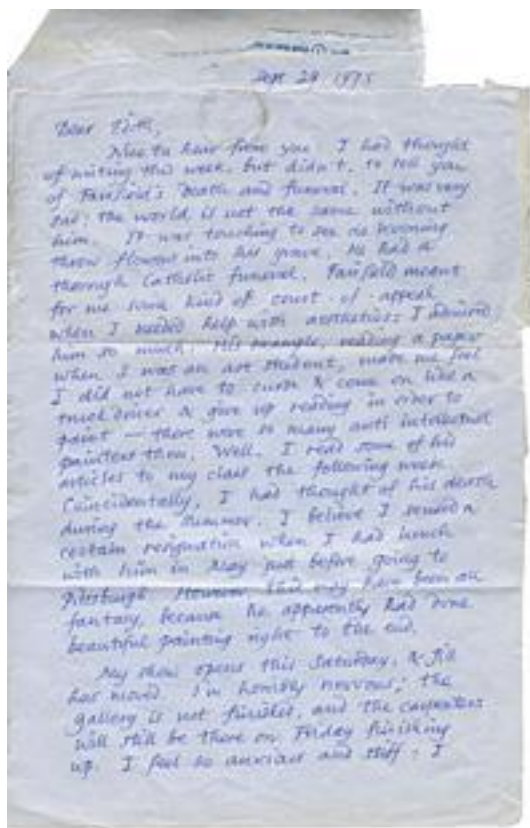 Sept 29 1975
Dear Edith,
Nice to hear from you. I had thought
of writing this week, but didn't, to tell you
of Fairfield's death and funeral. It was very
sad: the world is not the same without
him. It was touching to see de Kooning
throw flowers into his grave. He had a
thorough Catholic funeral. Fairfield meant
for me some kind of court of appeal
when I needed help with aesthetics: I admired
him so much. His example, reading a paper
when I was an art student, made me feel
I did not have to curse & come on like a
truck driver & give up reading in order to
paint — there were so many anti intellectual
painters then. Well. I read some of his
articles to my class the following week.
Coincidentally, I had thought of his death
during the summer. I believe I sensed a
certain resignation when I had lunch
with him in May just before going to
Pittsburgh. However this may have been all
fantasy, because he apparently had done
beautiful painting right to the end.
My show opens this Saturday, & Jill
has moved. I'm horribly nervous; the
gallery is not finished, and the carpenters
will still be there on Friday finishing
up. I feel so anxious and stiff. I